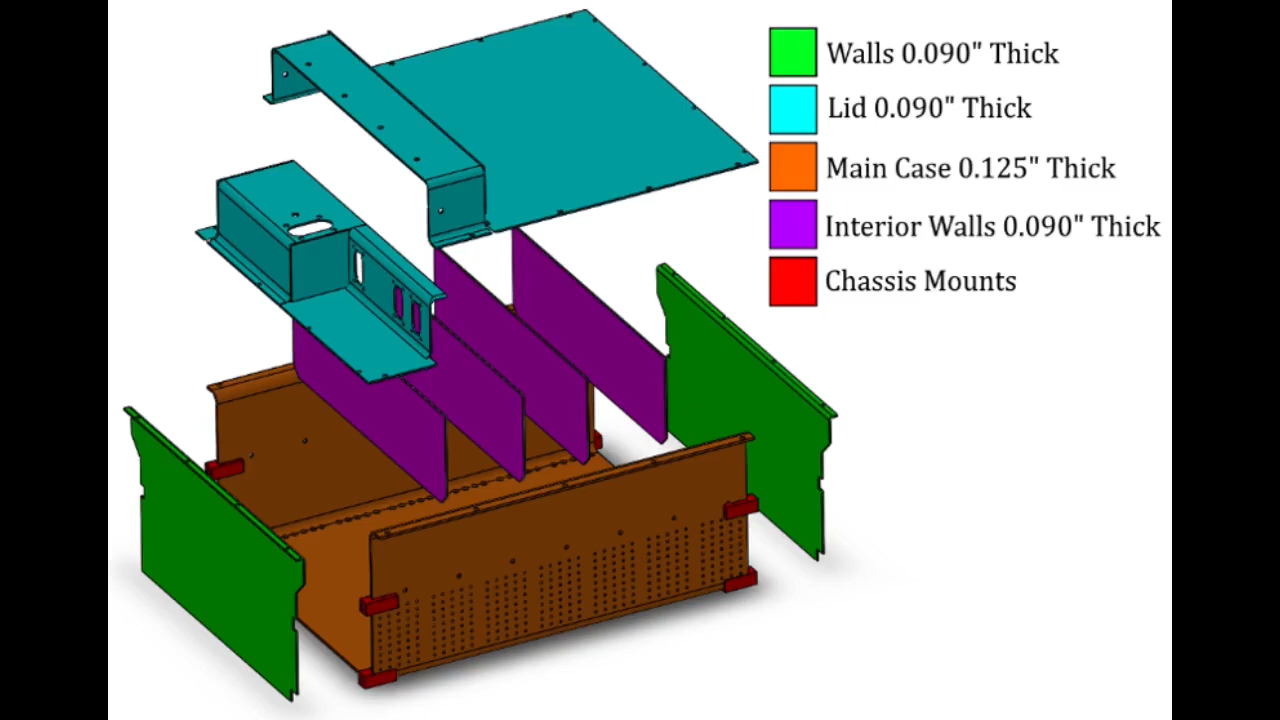 Walls 0.090" Thick
Lid 0.090" Thick
Main Case 0.125" Thick
Interior Walls 0.090" Thick
Chassis Mounts